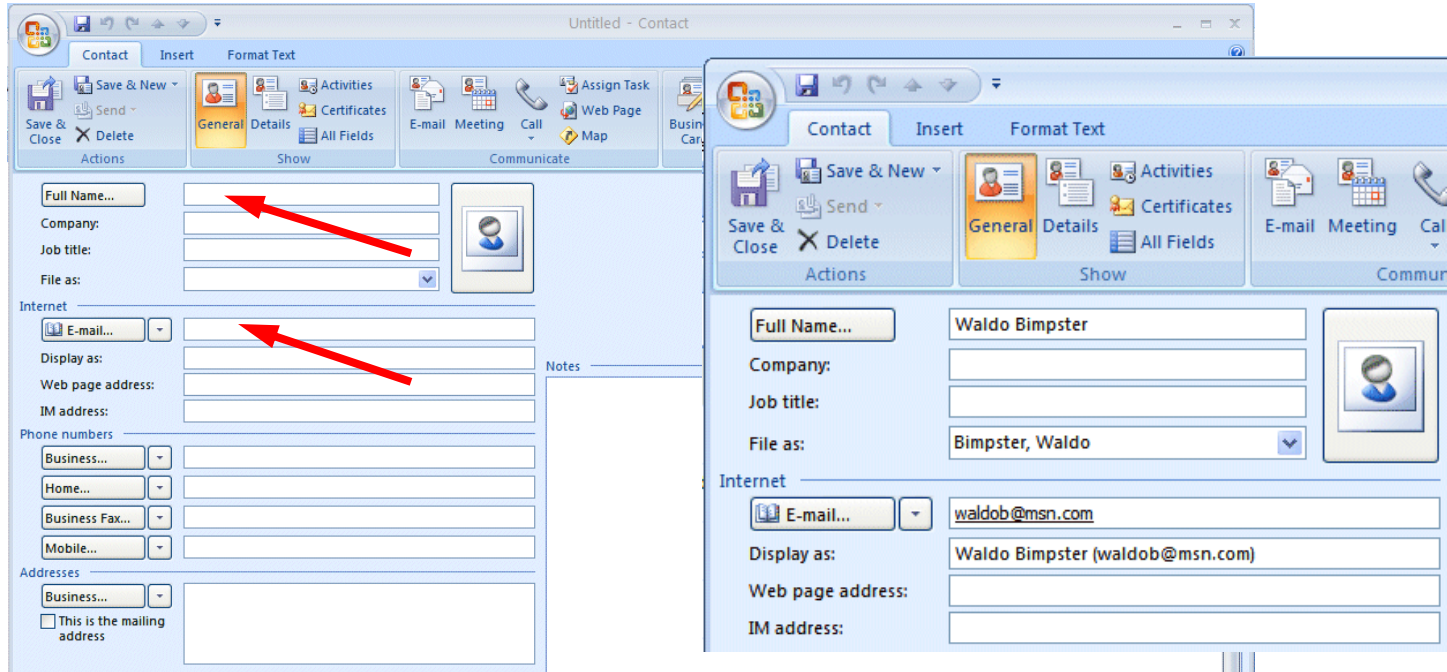 Untitled - Contact
Contact Insert Format Text
Save & Close
Save & New
Send
Delete
Actions
General
Details
Activities
Certificates
All Fields
Show
E-mail
Meeting
Call
Assign Task
Web Page
Map
Communicate
Full Name...
Company:
Job title:
File as:
Internet
E-mail...
Display as:
Web page address:
IM address:
Phone numbers
Business...
Home...
Business Fax...
Mobile...
Addresses
Business...
This is the mailing
address
Notes
Contact Insert Format Text
Save &
Close
Save & New
Send
Delete
Actions
General
Details
Activities
Certificates
All Fields
Show
E-mail
Meeting
Cal
Commun
Full Name... Waldo Bimpster
Company:
Job title:
File as: Bimpster, Waldo
Internet
E-mail... waldob@msn.com
Display as: Waldo Bimpster (waldob@msn.com)
Web page address:
IM address: